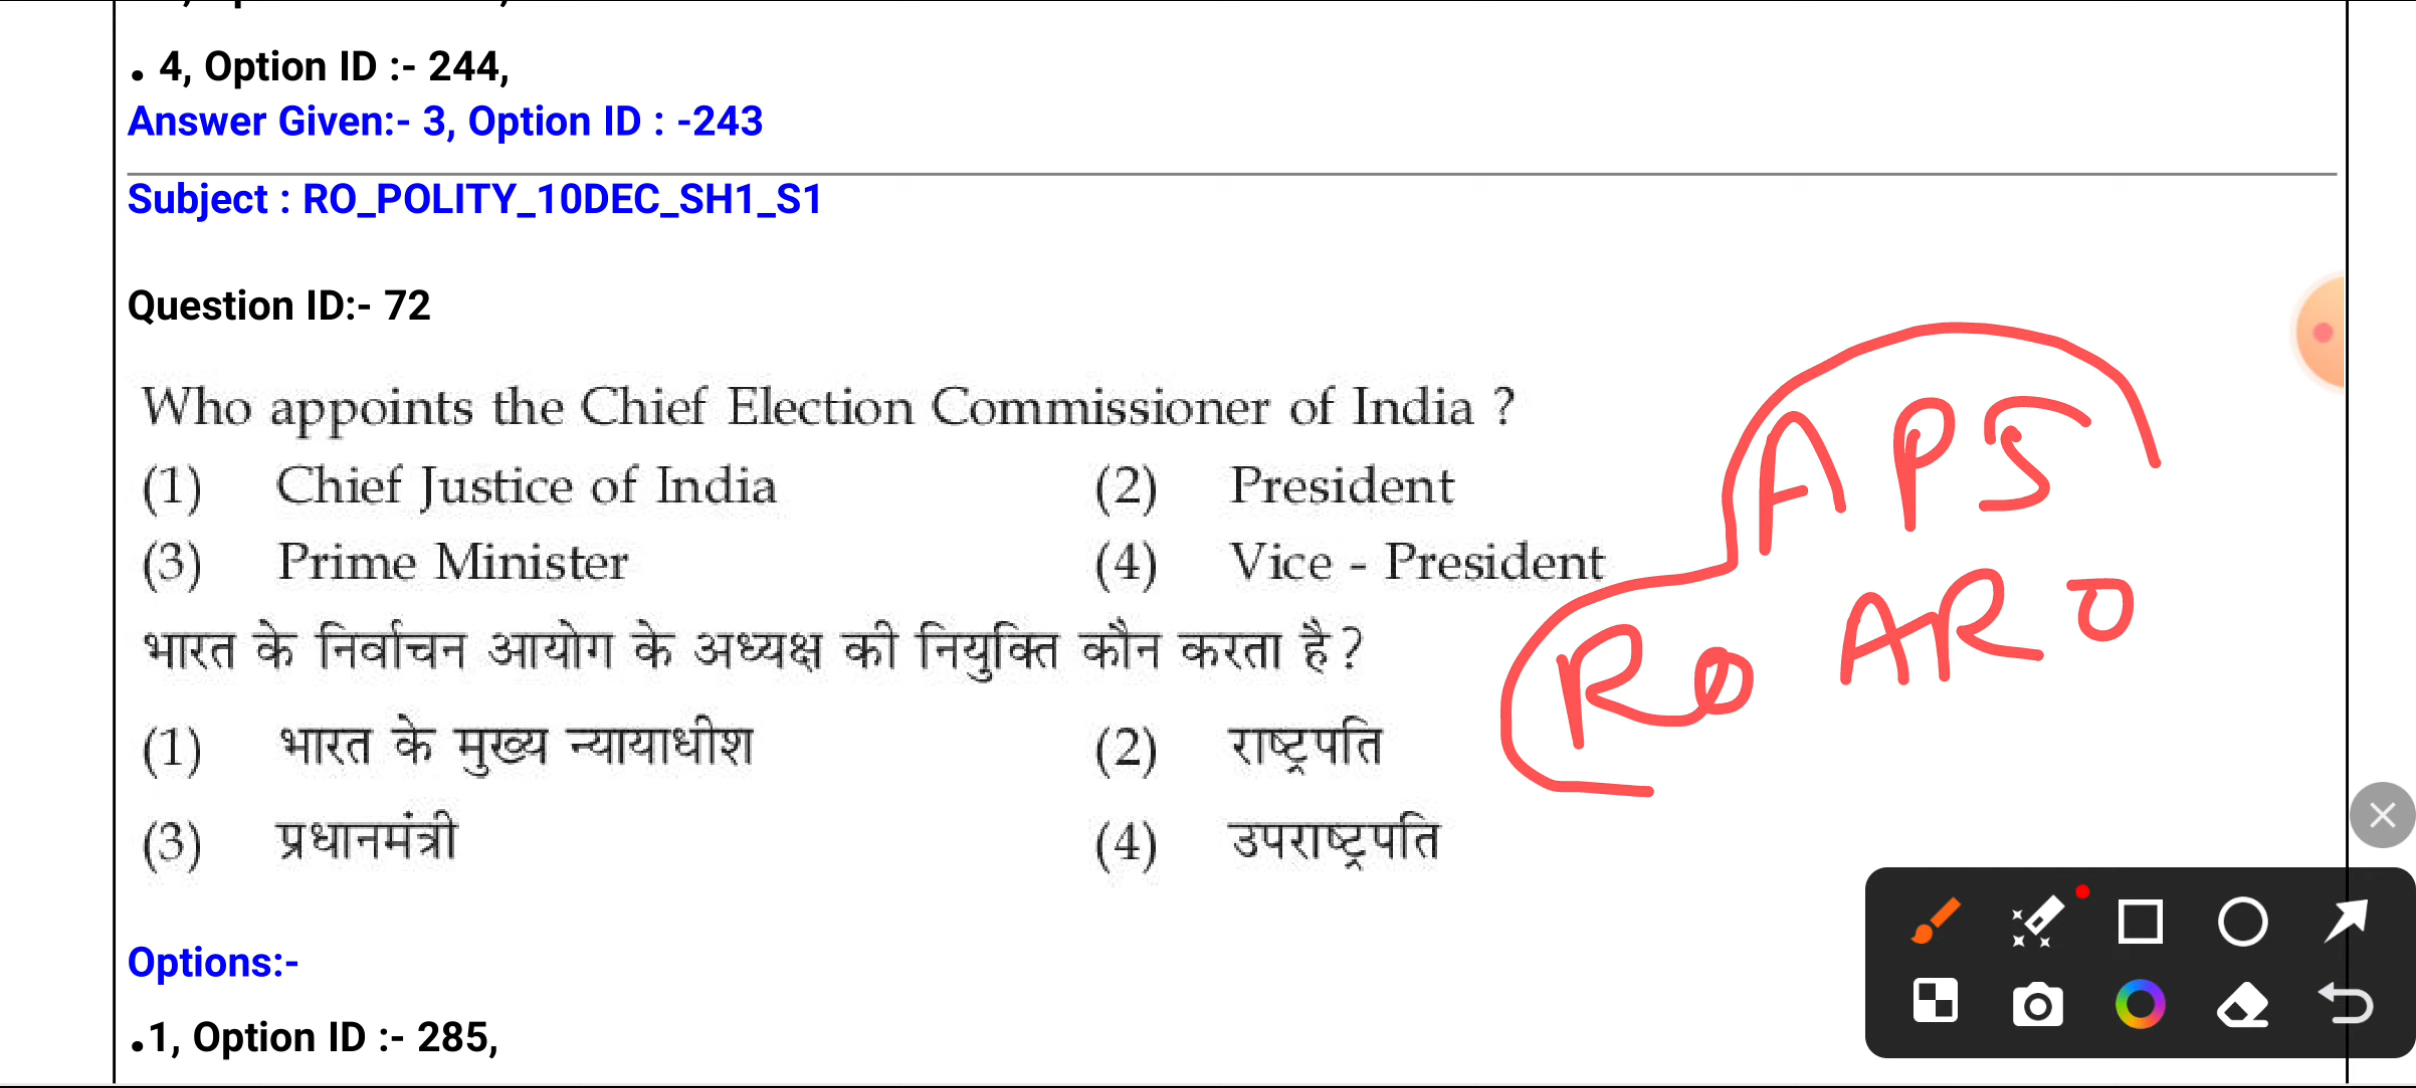 . 4, Option ID :- 244,
Answer Given:- 3, Option ID : -243
Subject : RO_POLITY_10DEC_SH1_S1
Question ID:- 72
Who appoints the Chief Election Commissioner of India ?
(1) Chief Justice of India (2) President
(3) Prime Minister (4) Vice - President
भारत के निर्वाचन आयोग के अध्यक्ष की नियुक्ति कौन करता है?
(1) भारत के मुख्य न्यायाधीश (2) राष्ट्रपति
(3) प्रधानमंत्री (4) उपराष्ट्रपति
APS
RO ARO
Options:-
.1, Option ID :- 285,